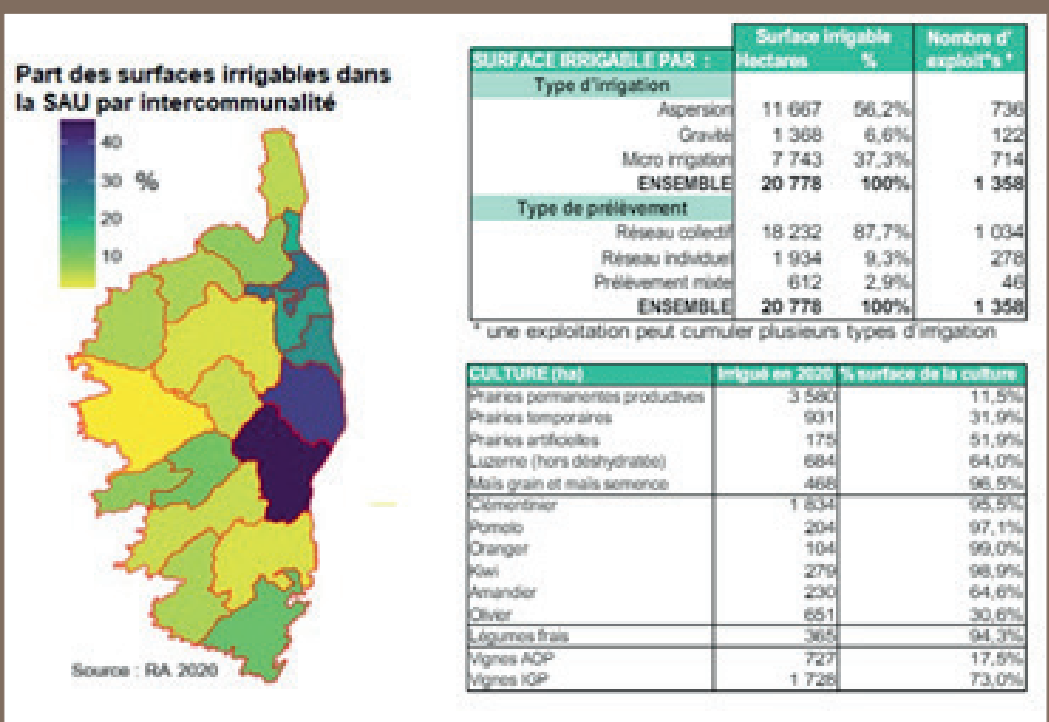 Part des surfaces irrigables dans
la SAU par intercommunalité
40
30 %
20
10
Source : RA 2020
Surface irrigable Nombre d'
SURFACE IRRIGABLE PAR : Hectares % exploit°s *
Type d'irrigation
Aspersion 11 667 56,2% 736
Gravité 1 368 6,6% 122
Micro irrigation 7 743 37,3% 714
ENSEMBLE 20 778 100% 1 358
Type de prélèvement
Réseau collectif 18 232 87,7% 1 034
Réseau individuel 1 934 9,3% 278
Prélèvement mixte 612 2,9% 46
ENSEMBLE 20 778 100% 1 358
* une exploitation peut cumuler plusieurs types d'irrigation
CULTURE (ha) Irrigué en 2020 % surface de la culture
Prairies permanentes productives 3 580 11,5%
Prairies temporaires 931 31,9%
Prairies artificielles 175 51,9%
Luzerne (hors déshydratée) 684 64,0%
Maïs grain et maïs semence 468 96,5%
Clémentinier 1 834 95,5%
Pomelo 204 97,1%
Oranger 104 99,0%
Kiwi 279 98,9%
Amandier 230 64,6%
Olivier 651 30,6%
Légumes frais 365 94,3%
Vignes AOP 727 17,5%
Vignes IGP 1 728 73,0%